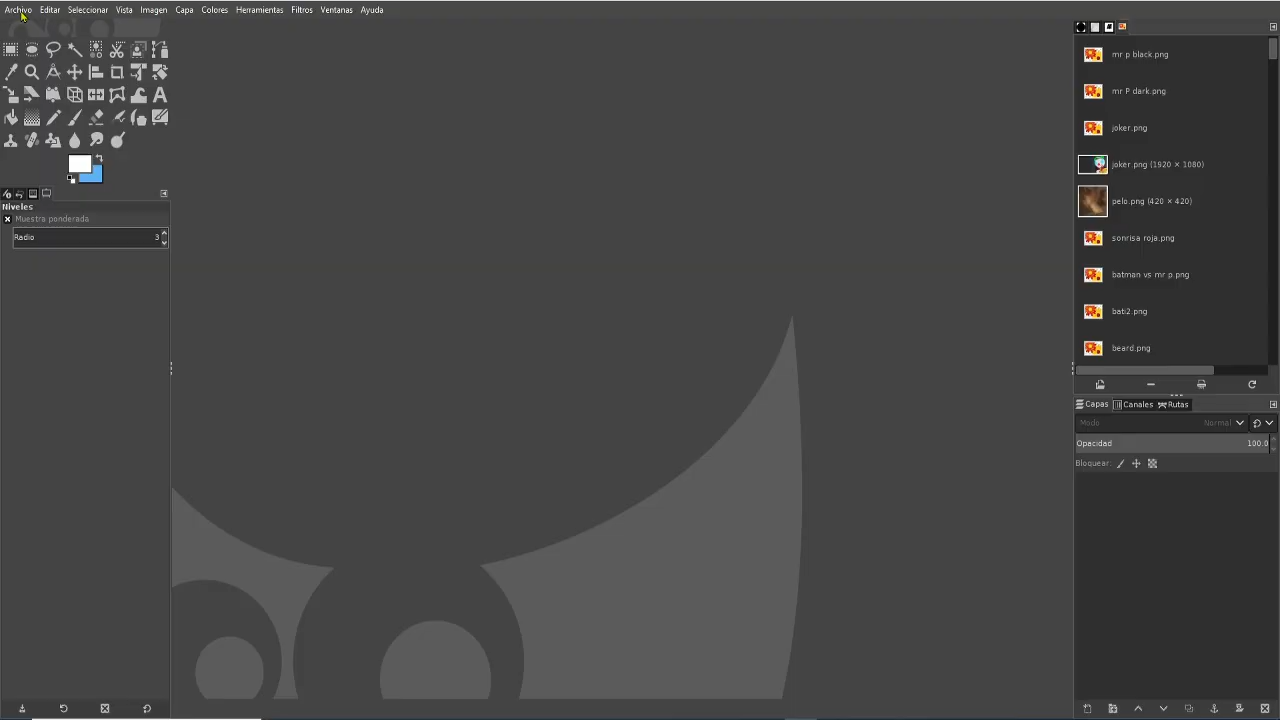 Archivo Editar Seleccionar Vista Imagen Capa Colores Herramientas Filtros Ventanas Ayuda
Niveles
Muestra ponderada
Radio 3
mr p black.png
mr P dark.png
joker.png
joker.png (1920 × 1080)
pelo.png (420 × 420)
sonrisa roja.png
batman vs mr p.png
bati2.png
beard.png
Capas Canales Rutas
Modo Normal
Opacidad 100.0
Bloquear: